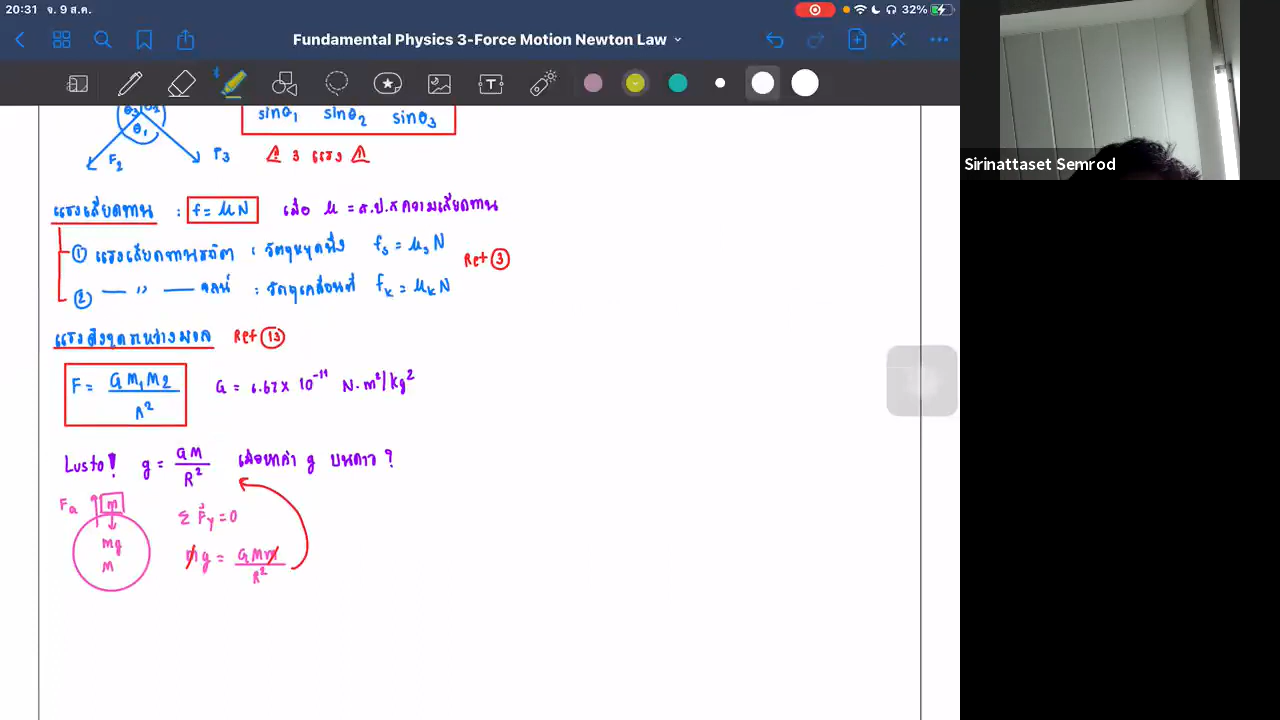 20:31 จ. 9 ส.ค.
32%
Fundamental Physics 3-Force Motion Newton Law
Sirinattaset Semrod
θ3 θ2
θ1
F2
F3
sinθ1 sinθ2 sinθ3
⚠ 3 แรง ⚠
แรงเสียดทาน : f = μN เมื่อ μ = ส.ป.ส ความเสียดทาน
① แรงเสียดทานสถิต : วัตถุหยุดนิ่ง fs = μsN
Ref ③
② — ,, — จลน์ : วัตถุเคลื่อนที่ fk = μkN
แรงดึงดูดระหว่างมวล Ref ⑬
F = GM1M2 / R² G = 6.67 × 10⁻¹¹ N·m²/kg²
g = GM / R² เมื่อหาค่า g บนดาว ?
m
Σ Fy = 0
mg
M
mg = GMm / R²